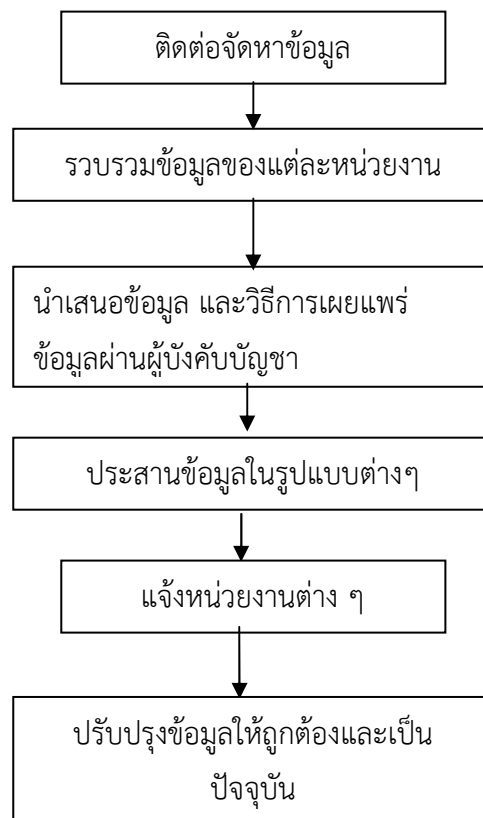 ติดต่อจัดหาข้อมูล
รวบรวมข้อมูลของแต่ละหน่วยงาน
นำเสนอข้อมูล และวิธีการเผยแพร่
ข้อมูลผ่านผู้บังคับบัญชา
ประสานข้อมูลในรูปแบบต่างๆ
แจ้งหน่วยงานต่าง ๆ
ปรับปรุงข้อมูลให้ถูกต้องและเป็น
ปัจจุบัน